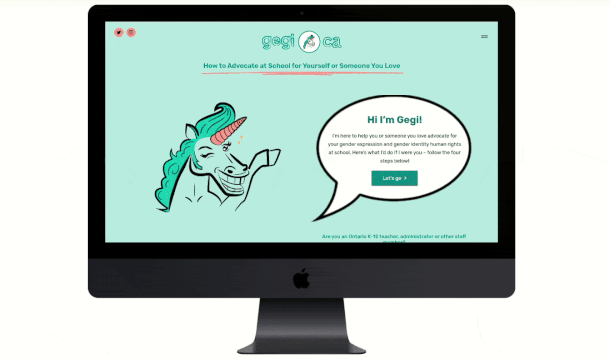 gegi ca
How to Advocate at School for Yourself or Someone You Love
Hi I'm Gegi!
I'm here to help you or someone you love advocate for
your gender expression and gender identity human rights
at school. Here's what I'd do if I were you – follow the four
steps below!
Let's go >
Are you an Ontario K-12 teacher, administrator or other staff
member?